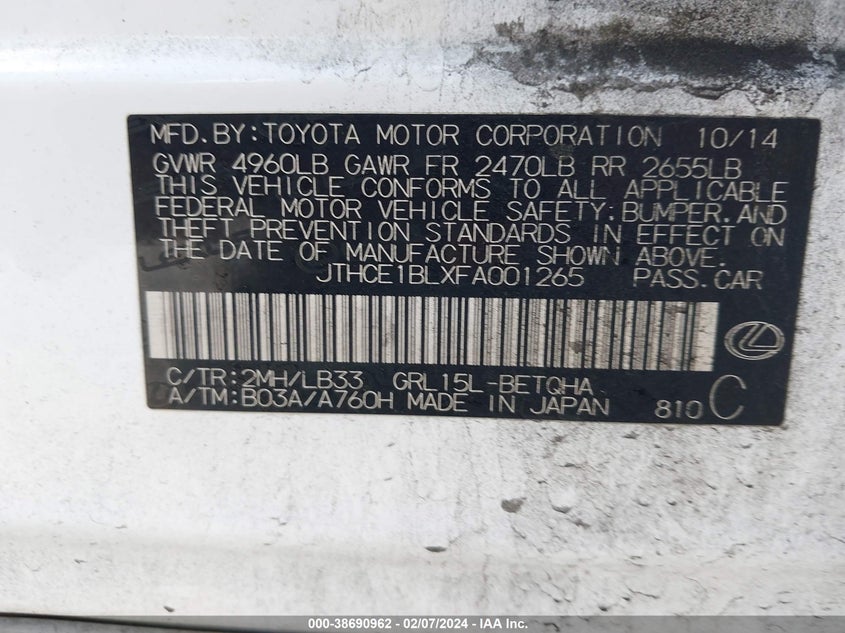 MFD.BY:TOYOTA MOTOR CORPORATION 10/14
GVWR 4960LB GAWR FR 2470LB RR 2655LB
THIS VEHICLE CONFORMS TO ALL APPLICABLE
FEDERAL MOTOR VEHICLE SAFETY:BUMPER.AND
THEFT PREVENTION STANDARDS IN EFFECT ON
THE DATE OF MANUFACTURE SHOWN ABOVE.
JTHCE1BLXFA001265 PASS.CAR
C/TR:2MH/LB33 GRL15L-BETQHA
A/TM:B03A/A760H MADE IN JAPAN 810 C
000-38690962 - 02/07/2024 - IAA Inc.